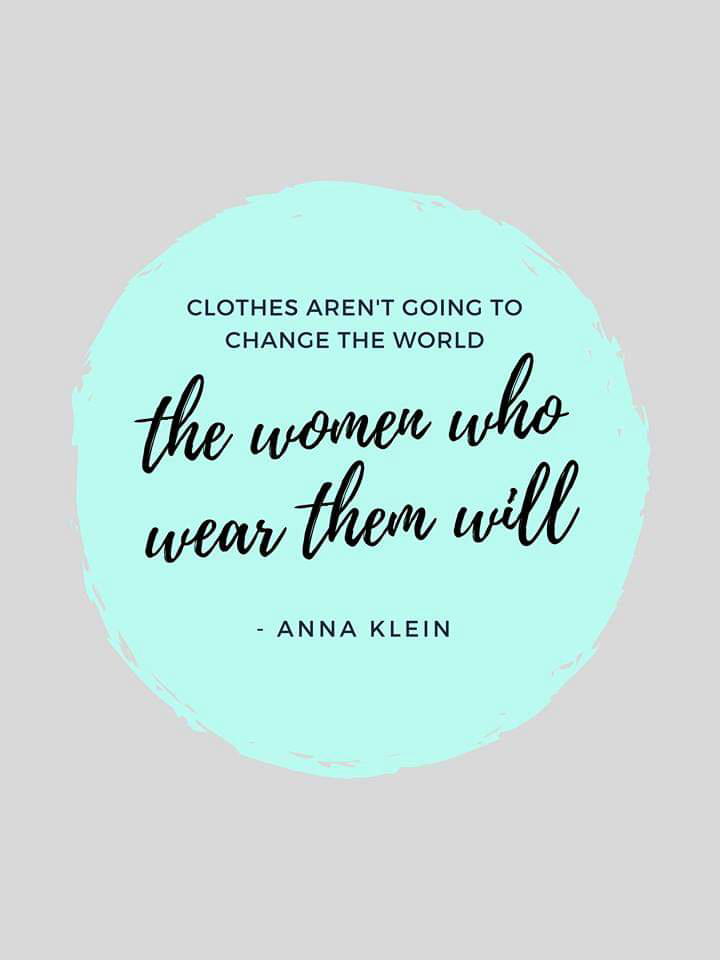 CLOTHES AREN'T GOING TO
CHANGE THE WORLD
the women who
wear them will
- ANNA KLEIN